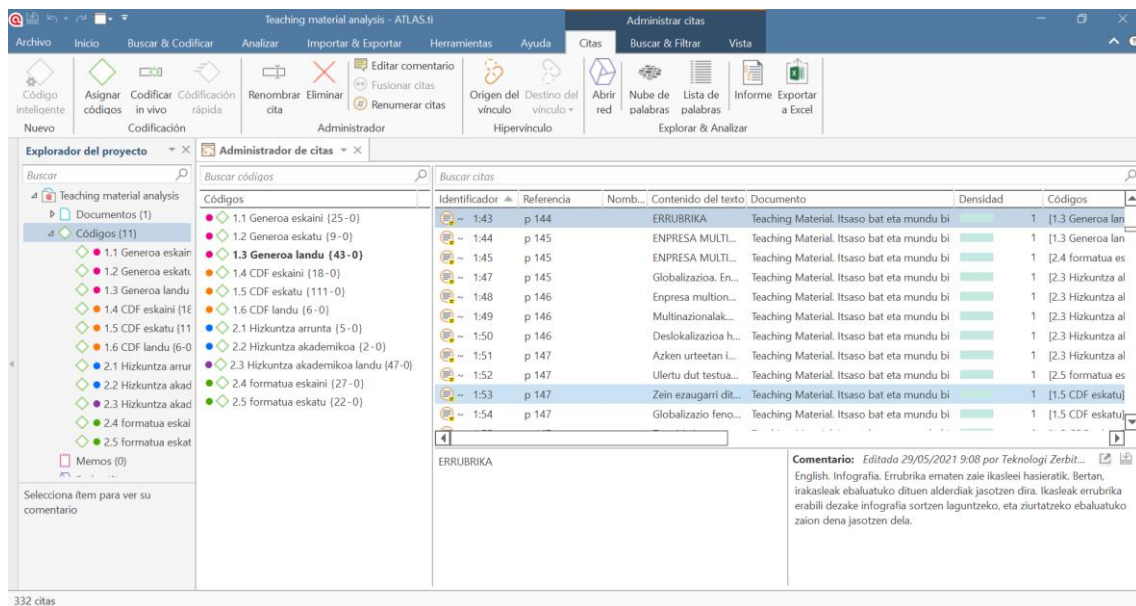 Teaching material analysis - ATLAS.ti
Administrar citas
Archivo Inicio Buscar & Codificar Analizar Importar & Exportar Herramientas Ayuda Citas Buscar & Filtrar Vista
Código inteligente
Asignar códigos
Codificar in vivo
Codificación rápida
Renombrar cita
Eliminar
Editar comentario
Fusionar citas
Renumerar citas
Origen del vínculo
Destino del vínculo
Abrir red
Nube de palabras
Lista de palabras
Informe
Exportar a Excel
Nuevo Codificación Administrador Hipervínculo Explorar & Analizar
Explorador del proyecto
Buscar
Teaching material analysis
Documentos (1)
Códigos (11)
1.1 Generoa eskain
1.2 Generoa eskatu
1.3 Generoa landu
1.4 CDF eskaini {18
1.5 CDF eskatu {11
1.6 CDF landu {6-0
2.1 Hizkuntza arrur
2.2 Hizkuntza akad
2.3 Hizkuntza akad
2.4 formatua eskai
2.5 formatua eskat
Memos (0)
Selecciona ítem para ver su comentario
Administrador de citas
Buscar códigos
Códigos
1.1 Generoa eskaini {25-0}
1.2 Generoa eskatu {9-0}
1.3 Generoa landu {43-0}
1.4 CDF eskaini {18-0}
1.5 CDF eskatu {111-0}
1.6 CDF landu {6-0}
2.1 Hizkuntza arrunta {5-0}
2.2 Hizkuntza akademikoa {2-0}
2.3 Hizkuntza akademikoa landu {47-0}
2.4 formatua eskaini {27-0}
2.5 formatua eskatu {22-0}
Buscar citas
Identificador Referencia Nomb... Contenido del texto Documento Densidad Códigos
~ 1:43 p 144 ERRUBRIKA Teaching Material. Itsaso bat eta mundu bi 1 [1.3 Generoa lan
~ 1:44 p 145 ENPRESA MULTI... Teaching Material. Itsaso bat eta mundu bi 1 [1.3 Generoa lan
~ 1:45 p 145 ENPRESA MULTI... Teaching Material. Itsaso bat eta mundu bi 1 [2.4 formatua es
~ 1:47 p 145 Globalizazioa. En... Teaching Material. Itsaso bat eta mundu bi 1 [2.3 Hizkuntza al
~ 1:48 p 146 Enpresa multion... Teaching Material. Itsaso bat eta mundu bi 1 [2.3 Hizkuntza al
~ 1:49 p 146 Multinazionalak... Teaching Material. Itsaso bat eta mundu bi 1 [2.3 Hizkuntza al
~ 1:50 p 146 Deslokalizazioa h... Teaching Material. Itsaso bat eta mundu bi 1 [2.3 Hizkuntza al
~ 1:51 p 147 Azken urteetan i... Teaching Material. Itsaso bat eta mundu bi 1 [2.3 Hizkuntza al
~ 1:52 p 147 Ulertu dut testua... Teaching Material. Itsaso bat eta mundu bi 1 [2.5 formatua es
~ 1:53 p 147 Zein ezaugarri dit... Teaching Material. Itsaso bat eta mundu bi 1 [1.5 CDF eskatu]
~ 1:54 p 147 Globalizazio feno... Teaching Material. Itsaso bat eta mundu bi 1 [1.5 CDF eskatu]
ERRUBRIKA
Comentario: Editada 29/05/2021 9:08 por Teknologi Zerbit...
English. Infografia. Errubrika ematen zaie ikasleei hasieratik. Bertan,
irakasleak ebaluatuko dituen alderdiak jasotzen dira. Ikasleak errubrika
erabili dezake infografia sortzen laguntzeko, eta ziurtatzeko ebaluatuko
zaion dena jasotzen dela.
332 citas